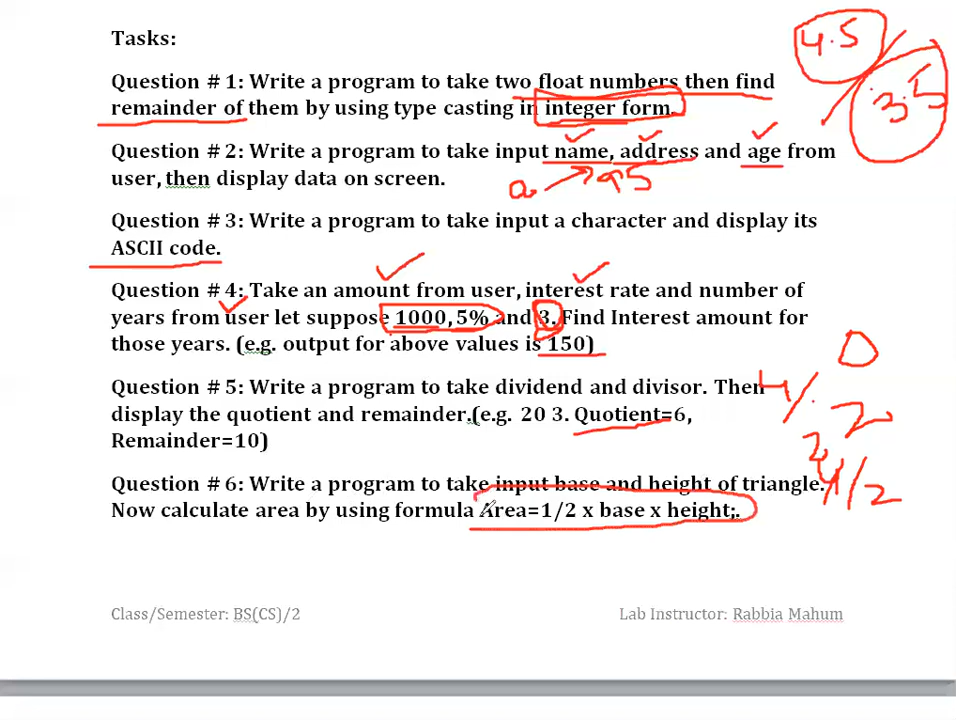 Tasks:
4.5
Question # 1: Write a program to take two float numbers then find
remainder of them by using type casting in integer form.
3.5
Question # 2: Write a program to take input name, address and age from
user, then display data on screen.
a 95
Question # 3: Write a program to take input a character and display its
ASCII code.
Question # 4: Take an amount from user, interest rate and number of
years from user let suppose 1000, 5% and 3. Find Interest amount for
those years. (e.g. output for above values is 150)
0
Question # 5: Write a program to take dividend and divisor. Then
4%2
display the quotient and remainder.(e.g. 20 3. Quotient=6,
Remainder=10)
2
4/2
Question # 6: Write a program to take input base and height of triangle.
Now calculate area by using formula Area=1/2 x base x height;.
Class/Semester: BS(CS)/2 Lab Instructor: Rabbia Mahum